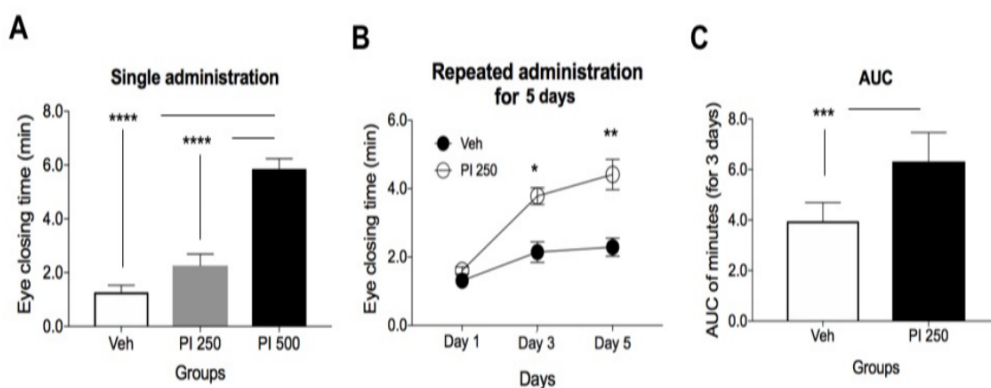 A
Single administration
Eye closing time (min)
8.0
6.0
4.0
2.0
0.0
****
****
Veh
PI 250
PI 500
Groups
B
Repeated administration
for 5 days
Eye closing time (min)
6.0
4.0
2.0
0.0
Veh
PI 250
*
**
Day 1
Day 3
Day 5
Days
C
AUC
AUC of minutes (for 3 days)
8.0
6.0
4.0
2.0
0.0
***
Veh
PI 250
Groups